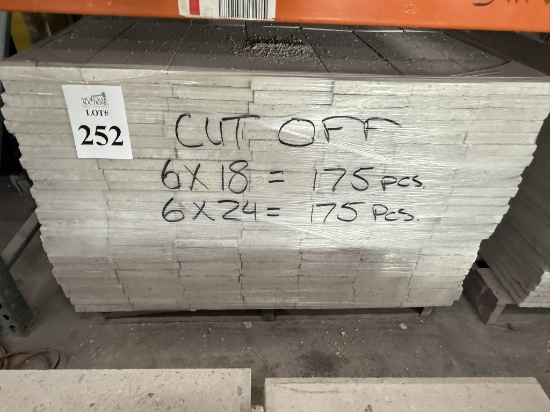 LOT#
252
CUT OFF
6X18 = 175 pcs.
6X24 = 175 Pcs.